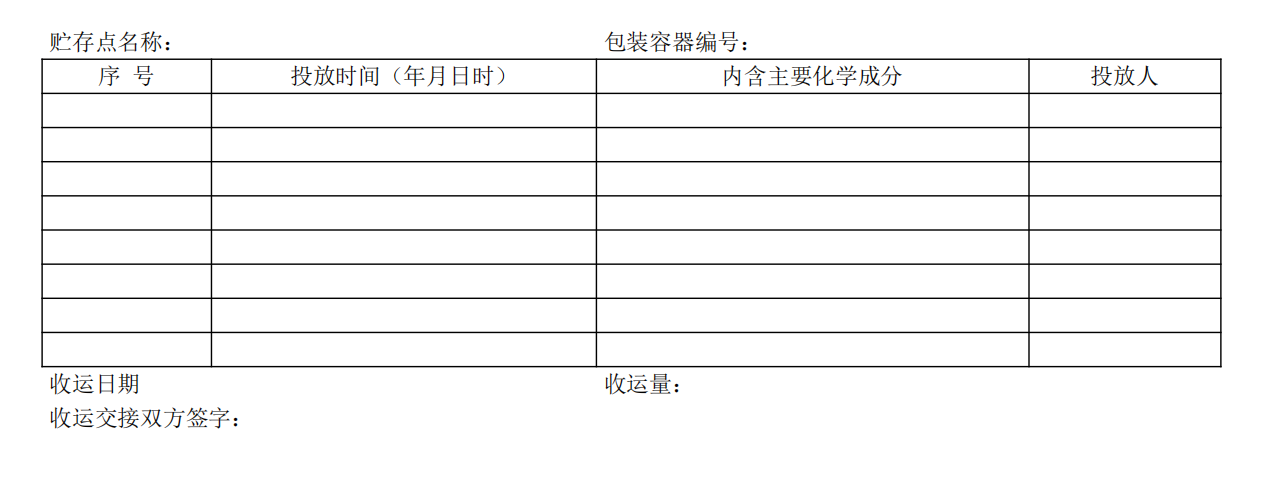 贮存点名称： 包装容器编号：
序 号 投放时间（年月日时） 内含主要化学成分 投放人
收运日期 收运量：
收运交接双方签字：